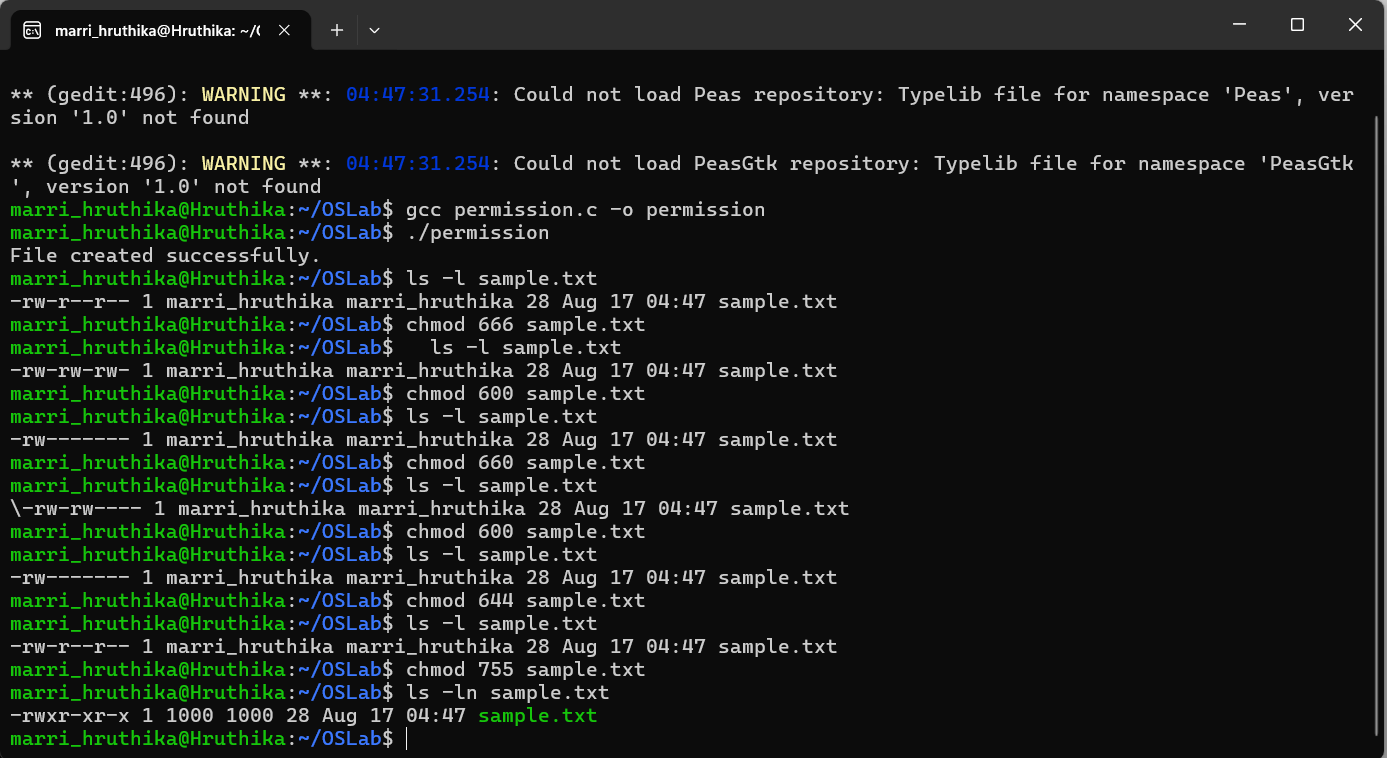 marri_hruthika@Hruthika: ~/
** (gedit:496): WARNING **: 04:47:31.254: Could not load Peas repository: Typelib file for namespace 'Peas', ver
sion '1.0' not found
** (gedit:496): WARNING **: 04:47:31.254: Could not load PeasGtk repository: Typelib file for namespace 'PeasGtk
', version '1.0' not found
marri_hruthika@Hruthika:~/OSLab$ gcc permission.c -o permission
marri_hruthika@Hruthika:~/OSLab$ ./permission
File created successfully.
marri_hruthika@Hruthika:~/OSLab$ ls -l sample.txt
-rw-r--r-- 1 marri_hruthika marri_hruthika 28 Aug 17 04:47 sample.txt
marri_hruthika@Hruthika:~/OSLab$ chmod 666 sample.txt
marri_hruthika@Hruthika:~/OSLab$   ls -l sample.txt
-rw-rw-rw- 1 marri_hruthika marri_hruthika 28 Aug 17 04:47 sample.txt
marri_hruthika@Hruthika:~/OSLab$ chmod 600 sample.txt
marri_hruthika@Hruthika:~/OSLab$ ls -l sample.txt
-rw------- 1 marri_hruthika marri_hruthika 28 Aug 17 04:47 sample.txt
marri_hruthika@Hruthika:~/OSLab$ chmod 660 sample.txt
marri_hruthika@Hruthika:~/OSLab$ ls -l sample.txt
\-rw-rw---- 1 marri_hruthika marri_hruthika 28 Aug 17 04:47 sample.txt
marri_hruthika@Hruthika:~/OSLab$ chmod 600 sample.txt
marri_hruthika@Hruthika:~/OSLab$ ls -l sample.txt
-rw------- 1 marri_hruthika marri_hruthika 28 Aug 17 04:47 sample.txt
marri_hruthika@Hruthika:~/OSLab$ chmod 644 sample.txt
marri_hruthika@Hruthika:~/OSLab$ ls -l sample.txt
-rw-r--r-- 1 marri_hruthika marri_hruthika 28 Aug 17 04:47 sample.txt
marri_hruthika@Hruthika:~/OSLab$ chmod 755 sample.txt
marri_hruthika@Hruthika:~/OSLab$ ls -ln sample.txt
-rwxr-xr-x 1 1000 1000 28 Aug 17 04:47 sample.txt
marri_hruthika@Hruthika:~/OSLab$